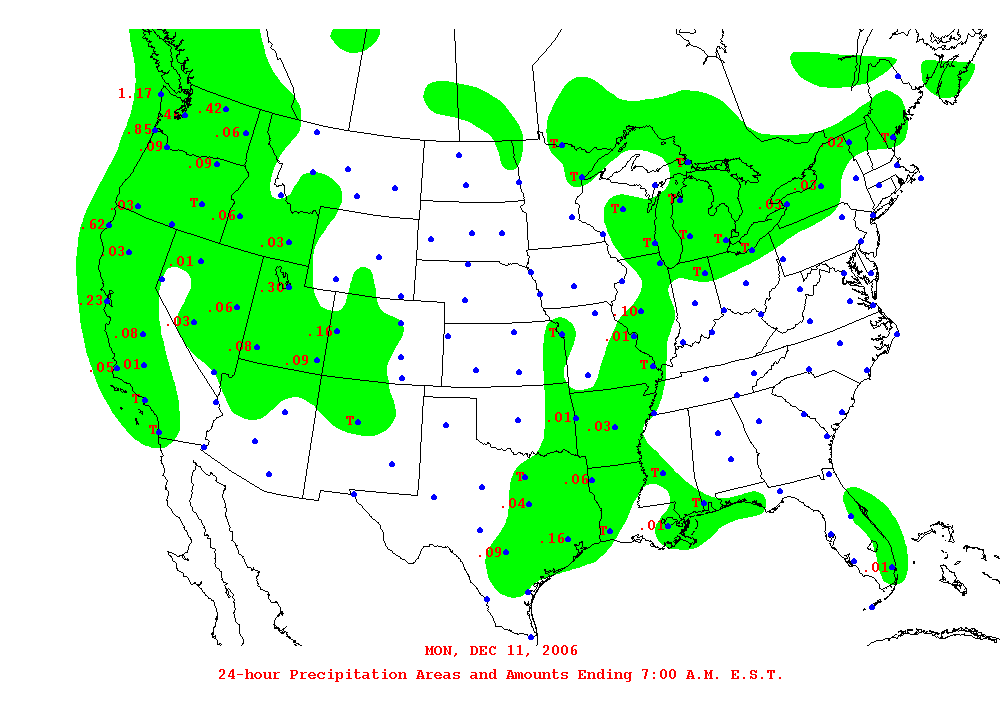 1.17
.42
.85
.06
.02
T
T
.09
T
.09
T
.03
T
.03
T
.03
T
.06
.62
T
T
T
.03
T
T
.03
.01
T
.30
.23
.06
.10
.03
.16
.08
T
.01
.08
.09
.05
.01
T
T
.01
T
.03
T
T
T
.06
.04
T
.01
T
.16
.09
.01
MON, DEC 11, 2006
24-hour Precipitation Areas and Amounts Ending 7:00 A.M. E.S.T.